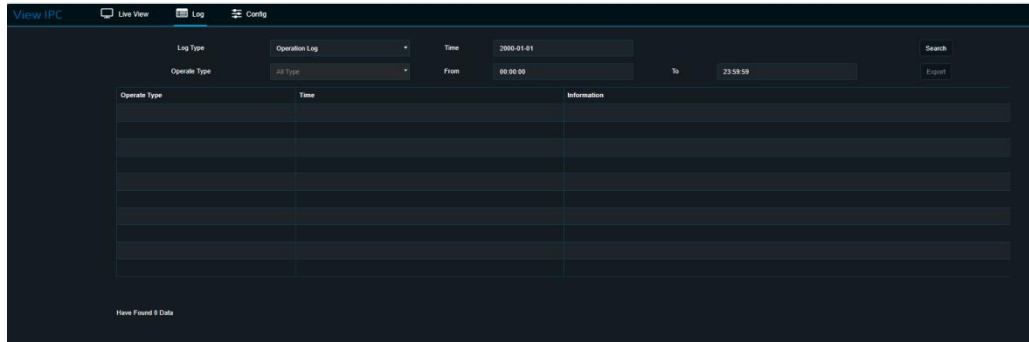 View IPC Live View Log Config
Log Type Operation Log Time 2000-01-01 Search
Operate Type All Type From 00:00:00 To 23:59:59 Export
Operate Type Time Information
Have Found 0 Data